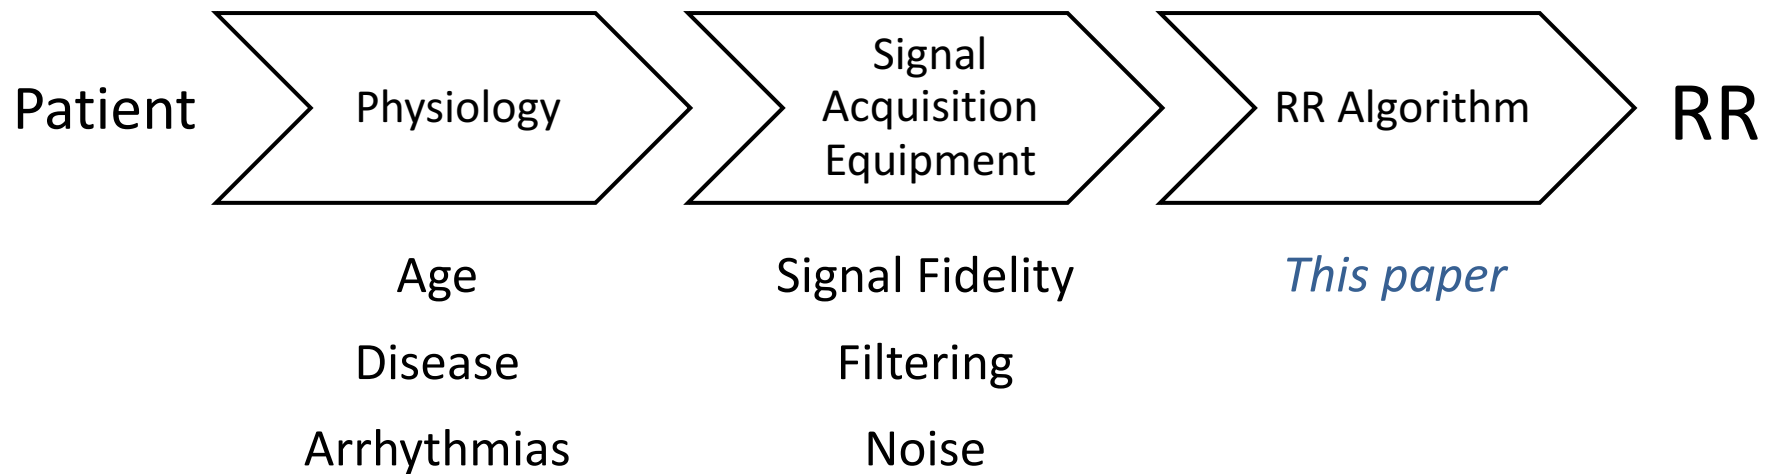 Patient
Physiology
Signal
Acquisition
Equipment
RR Algorithm
RR
Age
Disease
Arrhythmias
Signal Fidelity
Filtering
Noise
This paper